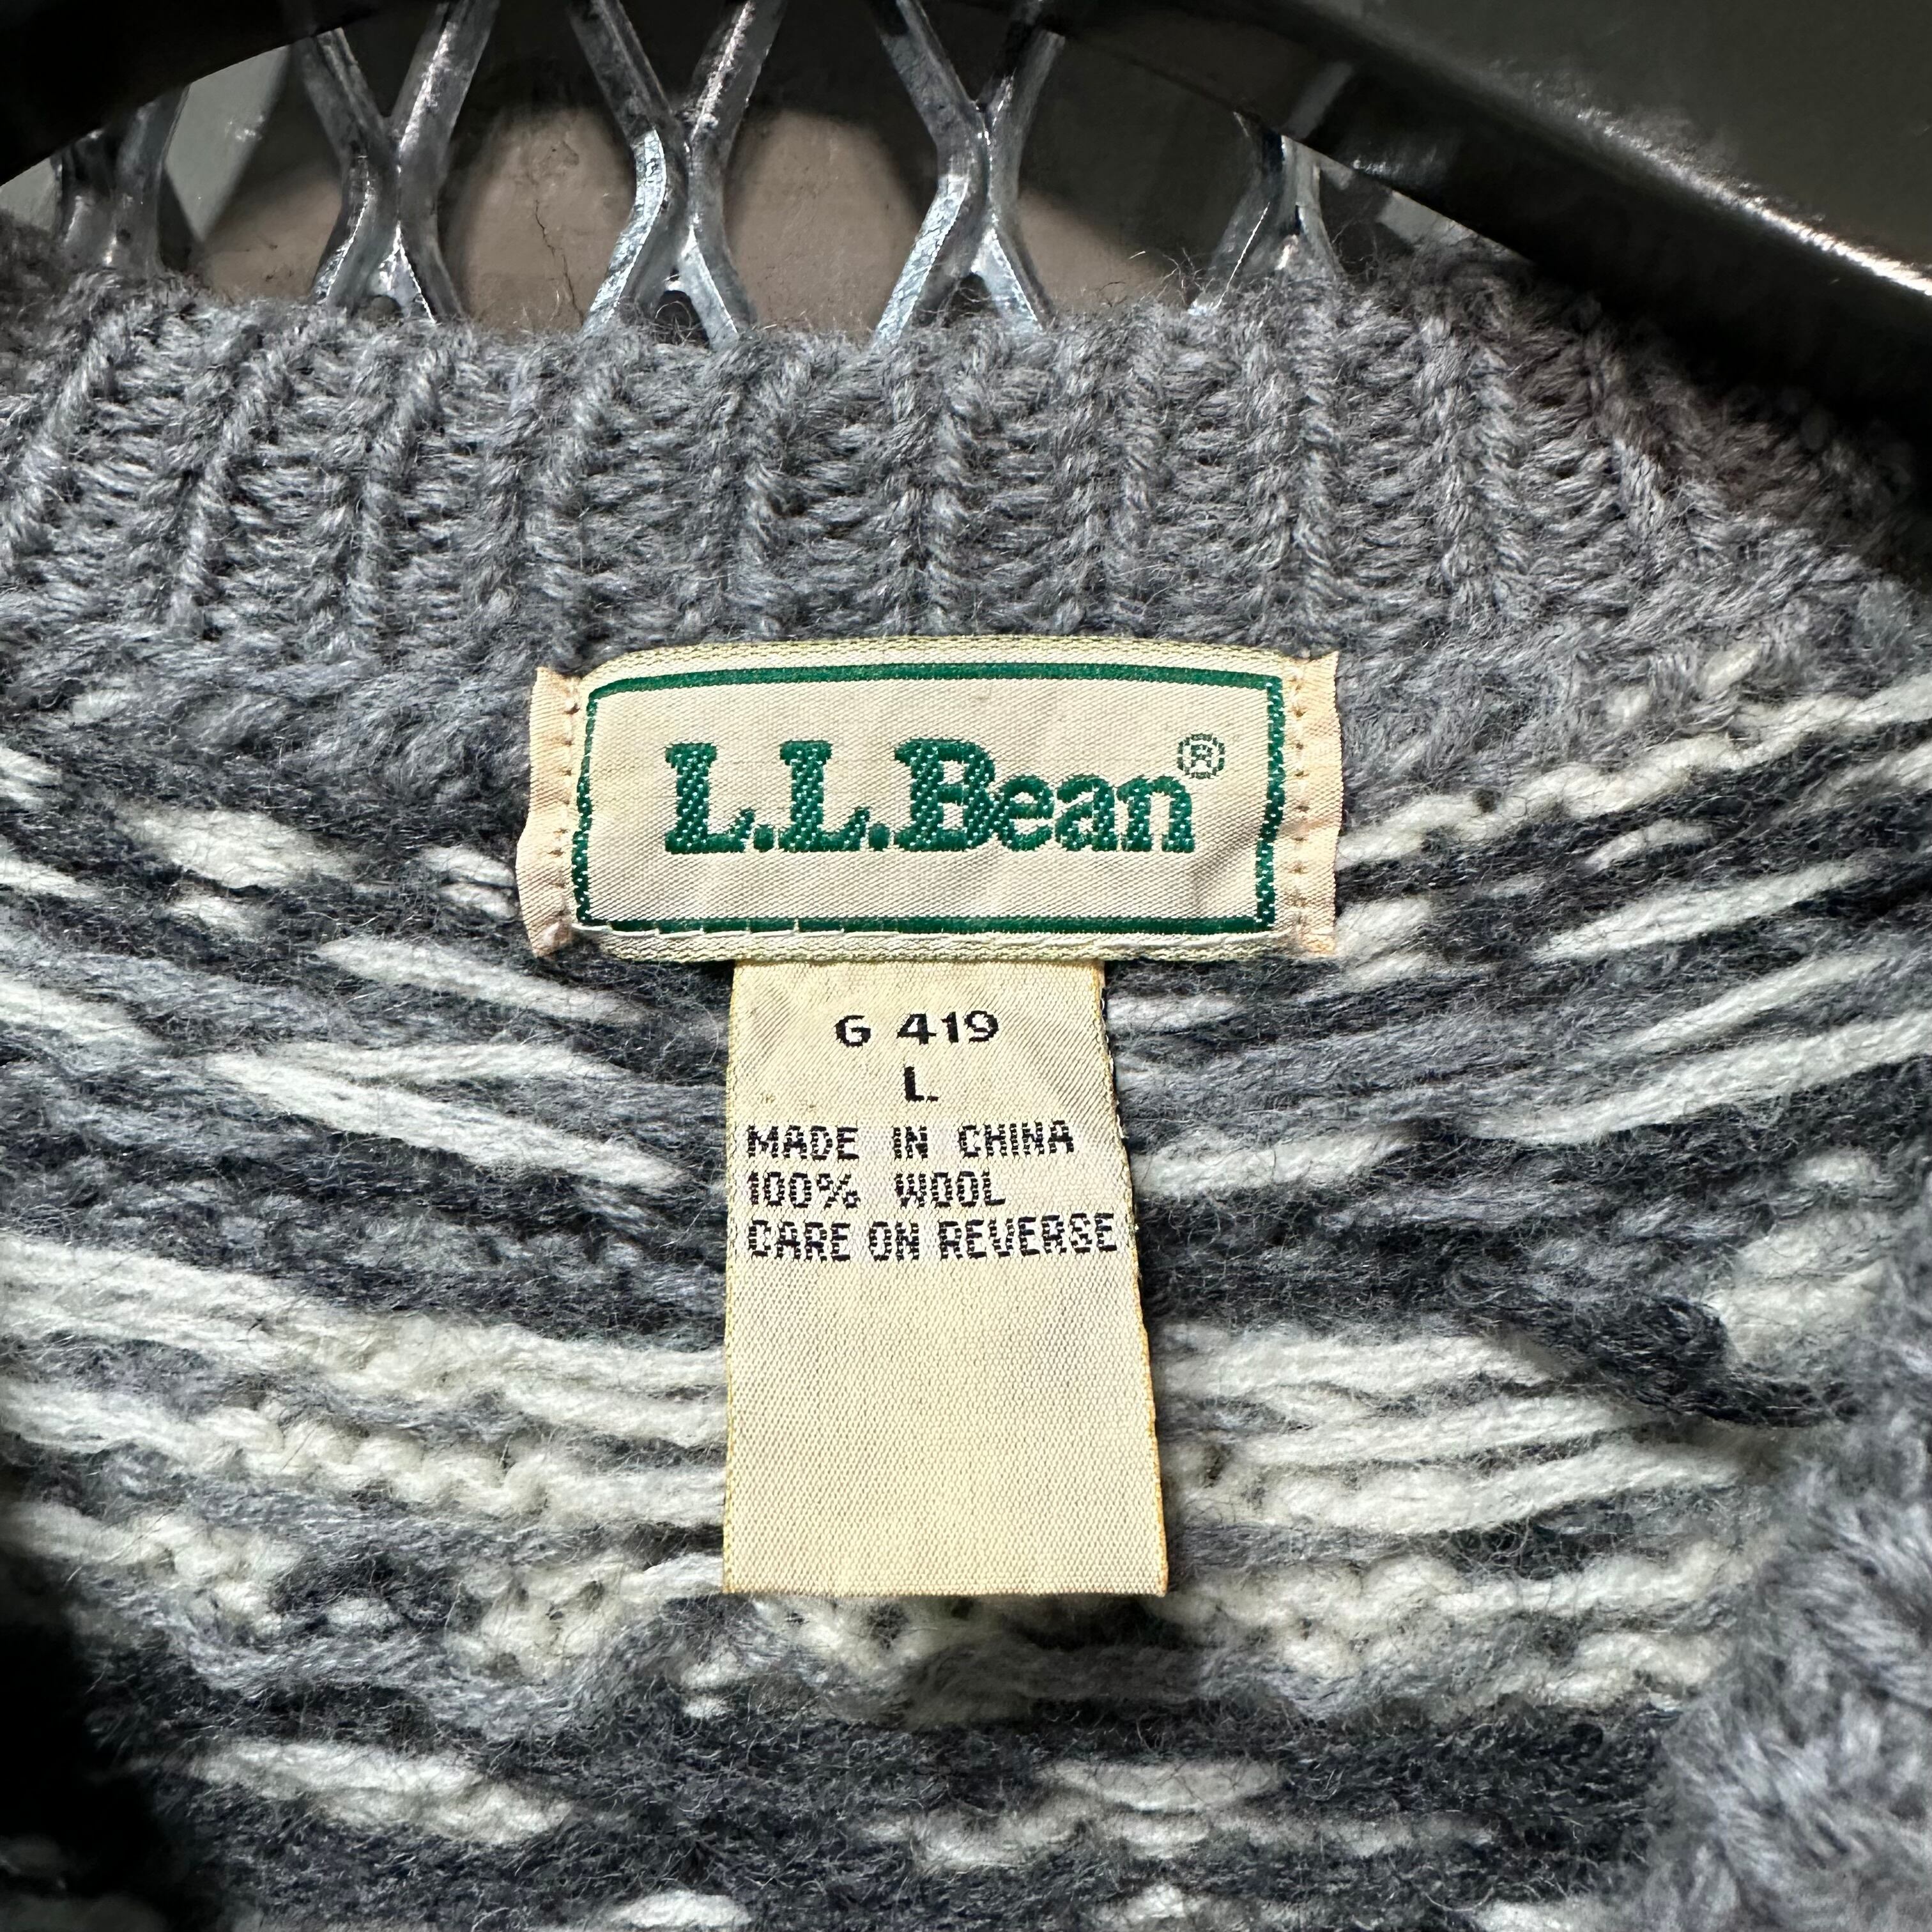 L.L.Bean®
G 419
L
MADE IN CHINA
100% WOOL
CARE ON REVERSE